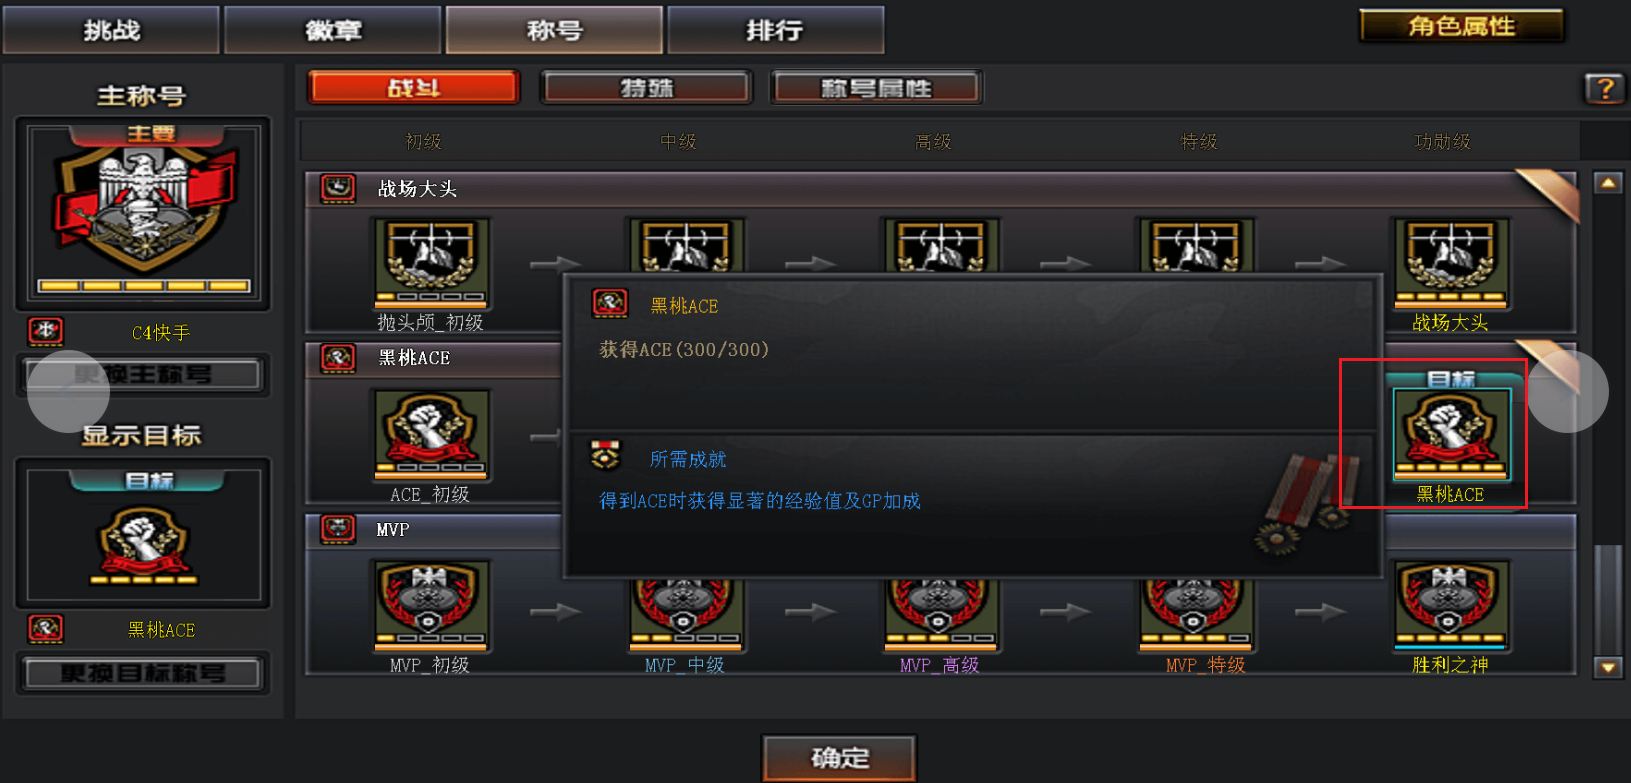 挑战
徽章
称号
排行
角色属性
主称号
战斗
特殊
称号属性
?
主要
初级
中级
高级
特级
功勋级
战场大头
C4快手
抛头颅_初级
战场大头
更换主称号
黑桃ACE
黑桃ACE
获得ACE(300/300)
目标
显示目标
目标
所需成就
得到ACE时获得显著的经验值及GP加成
ACE_初级
黑桃ACE
MVP
黑桃ACE
更换目标称号
MVP_初级
MVP_中级
MVP_高级
MVP_特级
胜利之神
确定